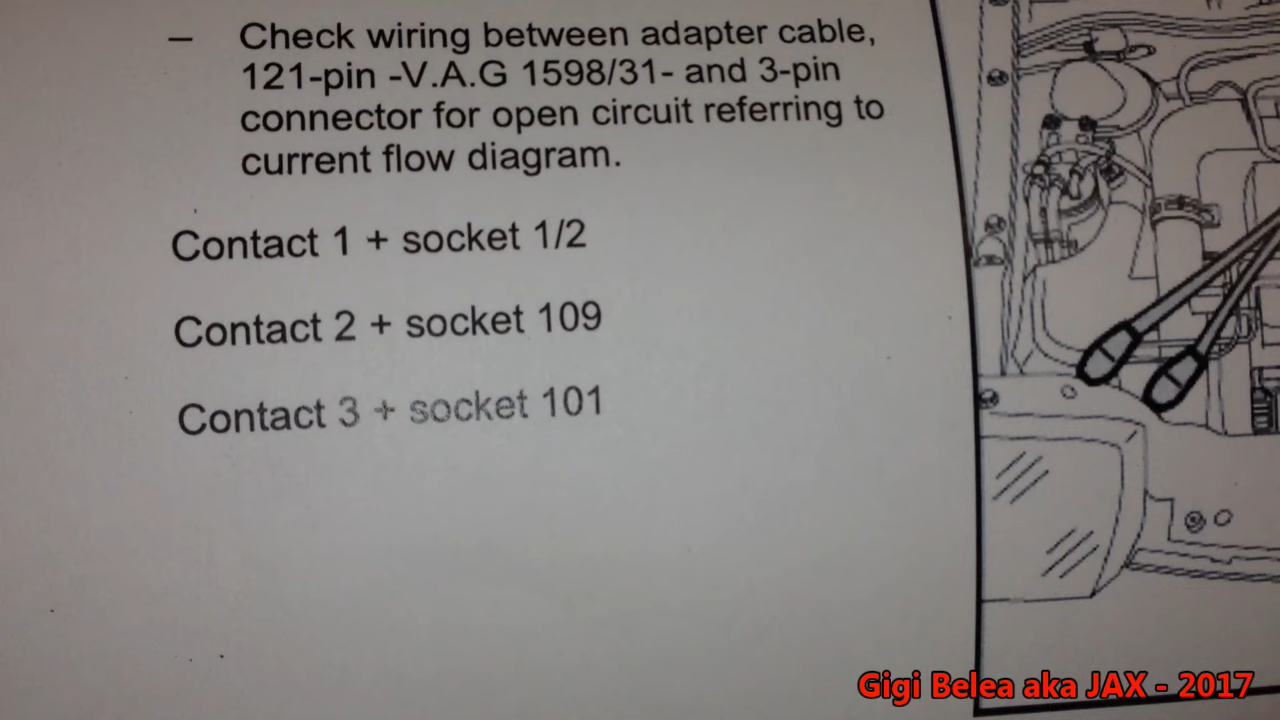 – Check wiring between adapter cable,
121-pin -V.A.G 1598/31- and 3-pin
connector for open circuit referring to
current flow diagram.
Contact 1 + socket 1/2
Contact 2 + socket 109
Contact 3 + socket 101
Gigi Belea aka JAX - 2017